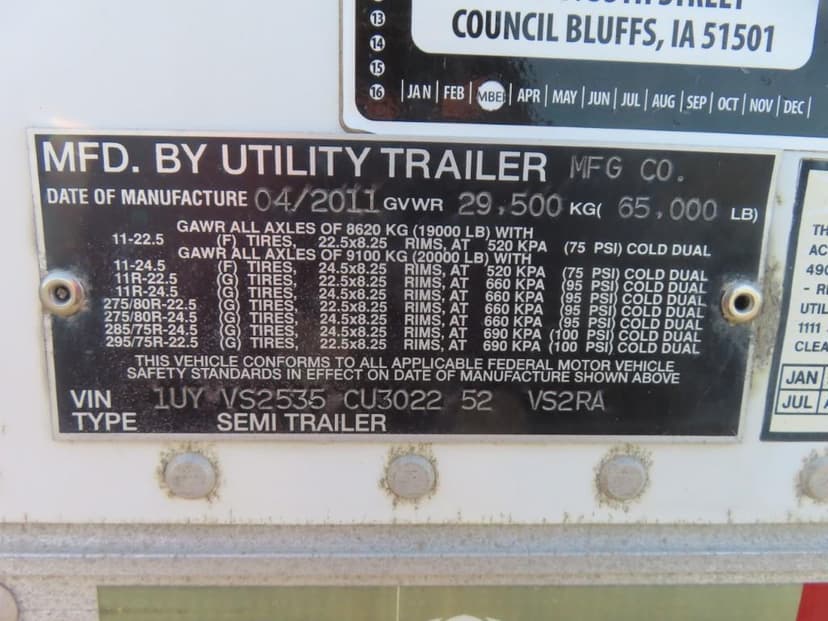 13
14
15
16
STREET
COUNCIL BLUFFS, IA 51501
JAN | FEB | MBE | APR | MAY | JUN | JUL | AUG | SEP | OCT | NOV | DEC |
MFD. BY UTILITY TRAILER MFG CO.
DATE OF MANUFACTURE 04/2011 GVWR 29,500 KG( 65,000 LB)
GAWR ALL AXLES OF 8620 KG (19000 LB) WITH
11-22.5 (F) TIRES, 22.5x8.25 RIMS, AT 520 KPA (75 PSI) COLD DUAL
GAWR ALL AXLES OF 9100 KG (20000 LB) WITH
11-24.5 (F) TIRES, 24.5x8.25 RIMS, AT 520 KPA (75 PSI) COLD DUAL
11R-22.5 (G) TIRES, 22.5x8.25 RIMS, AT 660 KPA (95 PSI) COLD DUAL
11R-24.5 (G) TIRES, 24.5x8.25 RIMS, AT 660 KPA (95 PSI) COLD DUAL
275/80R-22.5 (G) TIRES, 22.5x8.25 RIMS, AT 660 KPA (95 PSI) COLD DUAL
275/80R-24.5 (G) TIRES, 24.5x8.25 RIMS, AT 660 KPA (95 PSI) COLD DUAL
285/75R-24.5 (G) TIRES, 24.5x8.25 RIMS, AT 690 KPA (100 PSI) COLD DUAL
295/75R-22.5 (G) TIRES, 22.5x8.25 RIMS, AT 690 KPA (100 PSI) COLD DUAL
THIS VEHICLE CONFORMS TO ALL APPLICABLE FEDERAL MOTOR VEHICLE
SAFETY STANDARDS IN EFFECT ON DATE OF MANUFACTURE SHOWN ABOVE
VIN 1UY VS2535 CU3022 52 VS2RA
TYPE SEMI TRAILER
TH
AC
490
- RE
UTIL
1111
CLEA
JAN
JUL A